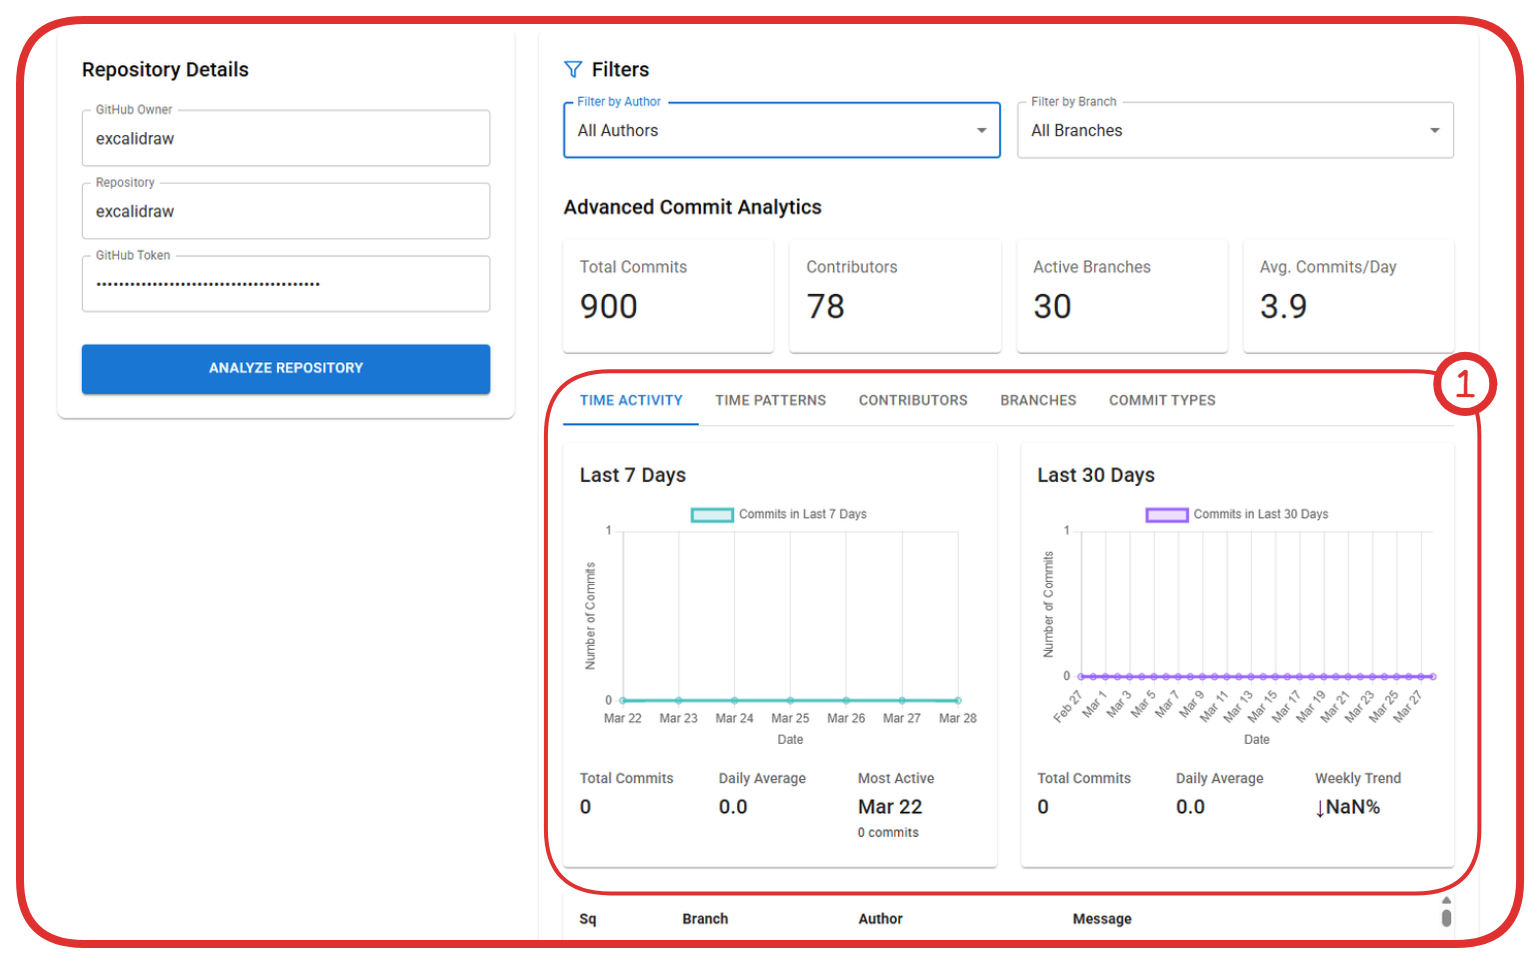 Repository Details
GitHub Owner
excalidraw
Repository
excalidraw
GitHub Token
••••••••••••••••••••••••••••••••••••••••
ANALYZE REPOSITORY
Filters
Filter by Author
All Authors
Filter by Branch
All Branches
Advanced Commit Analytics
Total Commits
900
Contributors
78
Active Branches
30
Avg. Commits/Day
3.9
1
TIME ACTIVITY TIME PATTERNS CONTRIBUTORS BRANCHES COMMIT TYPES
Last 7 Days
Commits in Last 7 Days
1
Number of Commits
0
Mar 22 Mar 23 Mar 24 Mar 25 Mar 26 Mar 27 Mar 28
Date
Total Commits
0
Daily Average
0.0
Most Active
Mar 22
0 commits
Last 30 Days
Commits in Last 30 Days
1
Number of Commits
0
Feb 27 Mar 1 Mar 3 Mar 5 Mar 7 Mar 9 Mar 11 Mar 13 Mar 15 Mar 17 Mar 19 Mar 21 Mar 23 Mar 25 Mar 27
Date
Total Commits
0
Daily Average
0.0
Weekly Trend
↓NaN%
Sq Branch Author Message